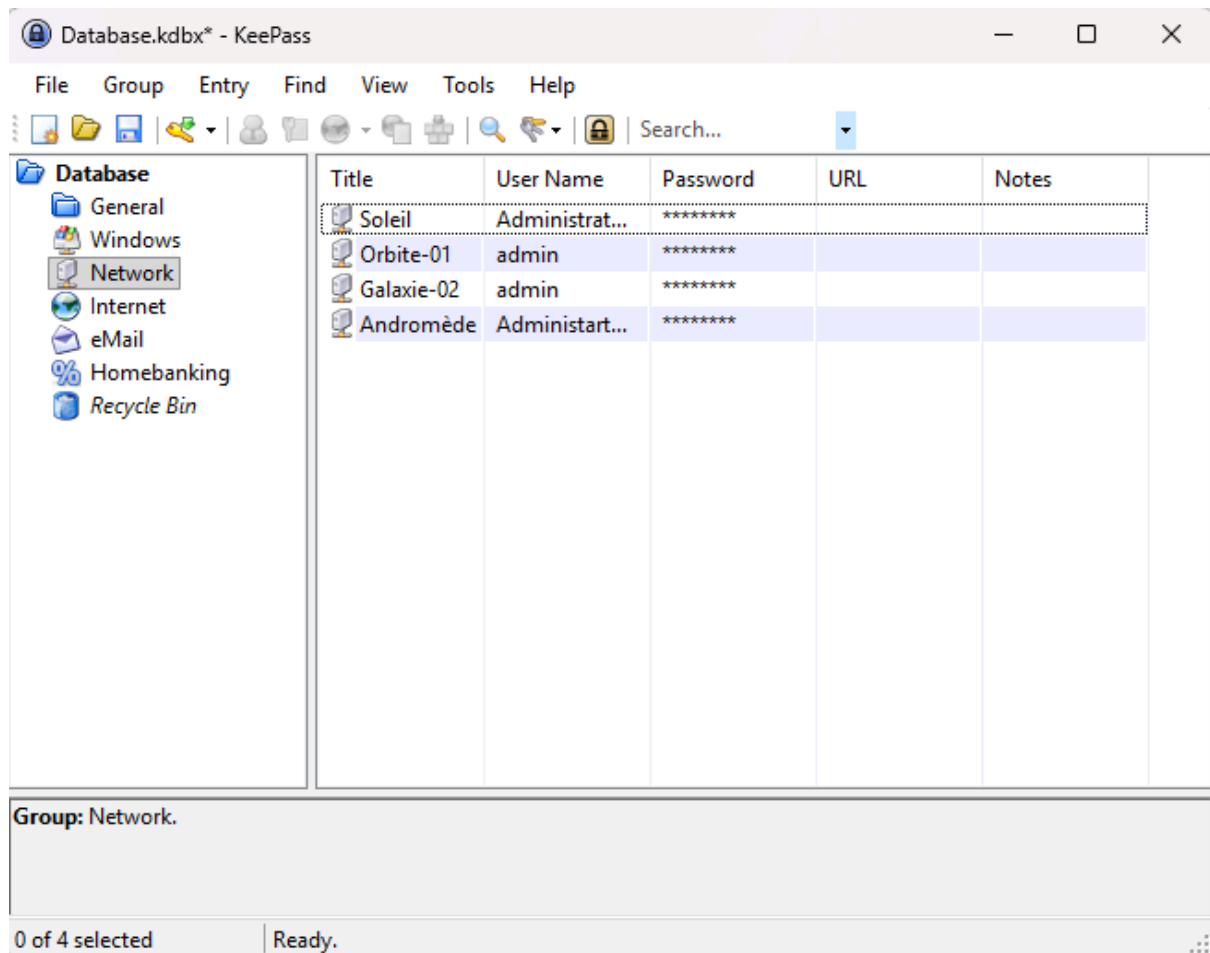 Database.kdbx* - KeePass
File Group Entry Find View Tools Help
Search...
Database
General
Windows
Network
Internet
eMail
Homebanking
Recycle Bin
Title User Name Password URL Notes
Soleil Administrat... ********
Orbite-01 admin ********
Galaxie-02 admin ********
Andromède Administart... ********
Group: Network.
0 of 4 selected Ready.